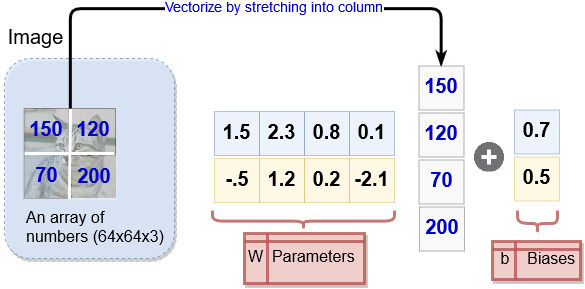 Vectorize by stretching into column
Image
150 120
70 200
An array of
numbers (64x64x3)
1.5 2.3 0.8 0.1
-.5 1.2 0.2 -2.1
W Parameters
150
120
70
200
+
0.7
0.5
b Biases